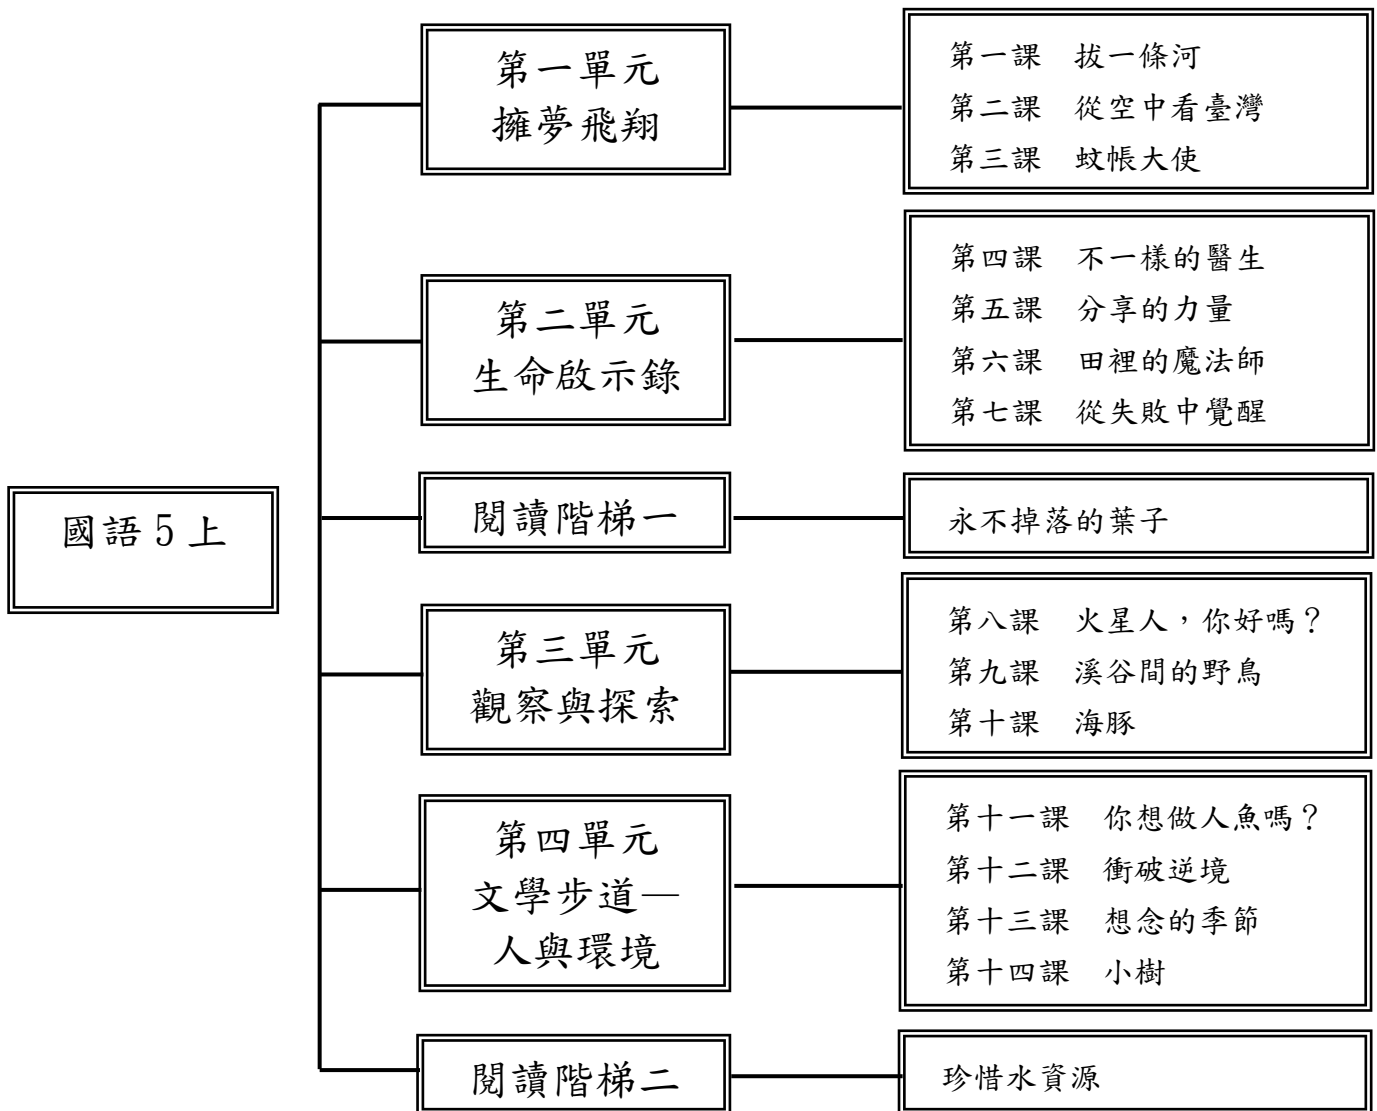 國語5上
第一單元
擁夢飛翔
第一課 拔一條河
第二課 從空中看臺灣
第三課 蚊帳大使
第二單元
生命啟示錄
第四課 不一樣的醫生
第五課 分享的力量
第六課 田裡的魔法師
第七課 從失敗中覺醒
閱讀階梯一
永不掉落的葉子
第三單元
觀察與探索
第八課 火星人，你好嗎？
第九課 溪谷間的野鳥
第十課 海豚
第四單元
文學步道—
人與環境
第十一課 你想做人魚嗎？
第十二課 衝破逆境
第十三課 想念的季節
第十四課 小樹
閱讀階梯二
珍惜水資源